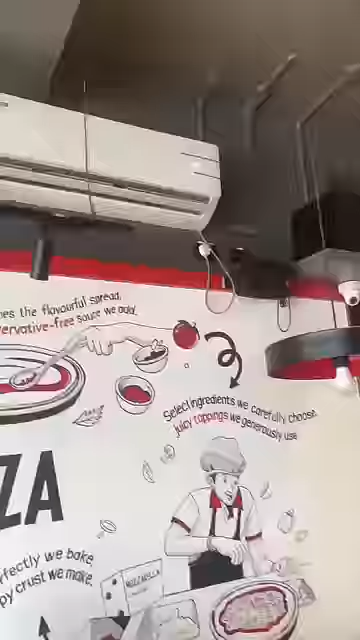 es the flavourful spread,
ervative-free sauce we add.
Select ingredients we carefully choose,
juicy toppings we generously use
ZA
rfectly we bake,
py crust we make.
MOZZARELLA